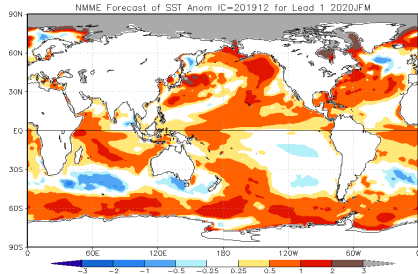 NMME Forecast of SST Anom IC=201912 for Lead 1 2020JFM
90N
60N
30N
EQ
30S
60S
90S
0 60E 120E 180 120W 60W
-3 -2 -1 -0.5 -0.25 0.25 0.5 1 2 3